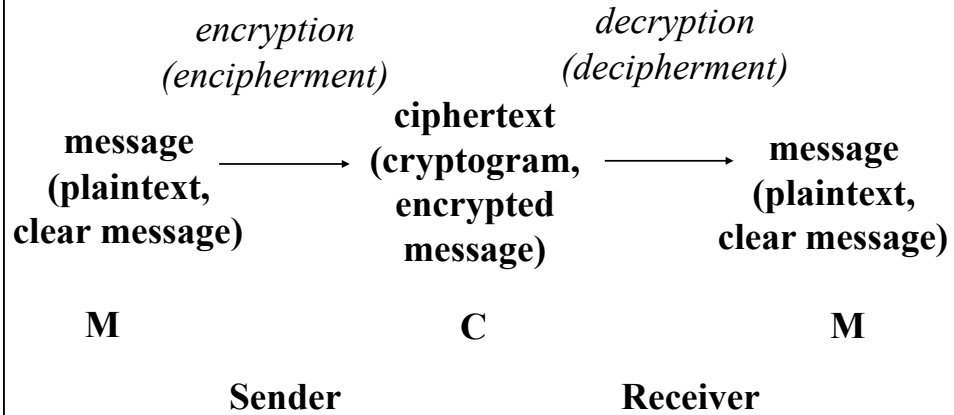 encryption
(encipherment)
decryption
(decipherment)
message
(plaintext,
clear message)
ciphertext
(cryptogram,
encrypted
message)
message
(plaintext,
clear message)
M
C
M
Sender
Receiver